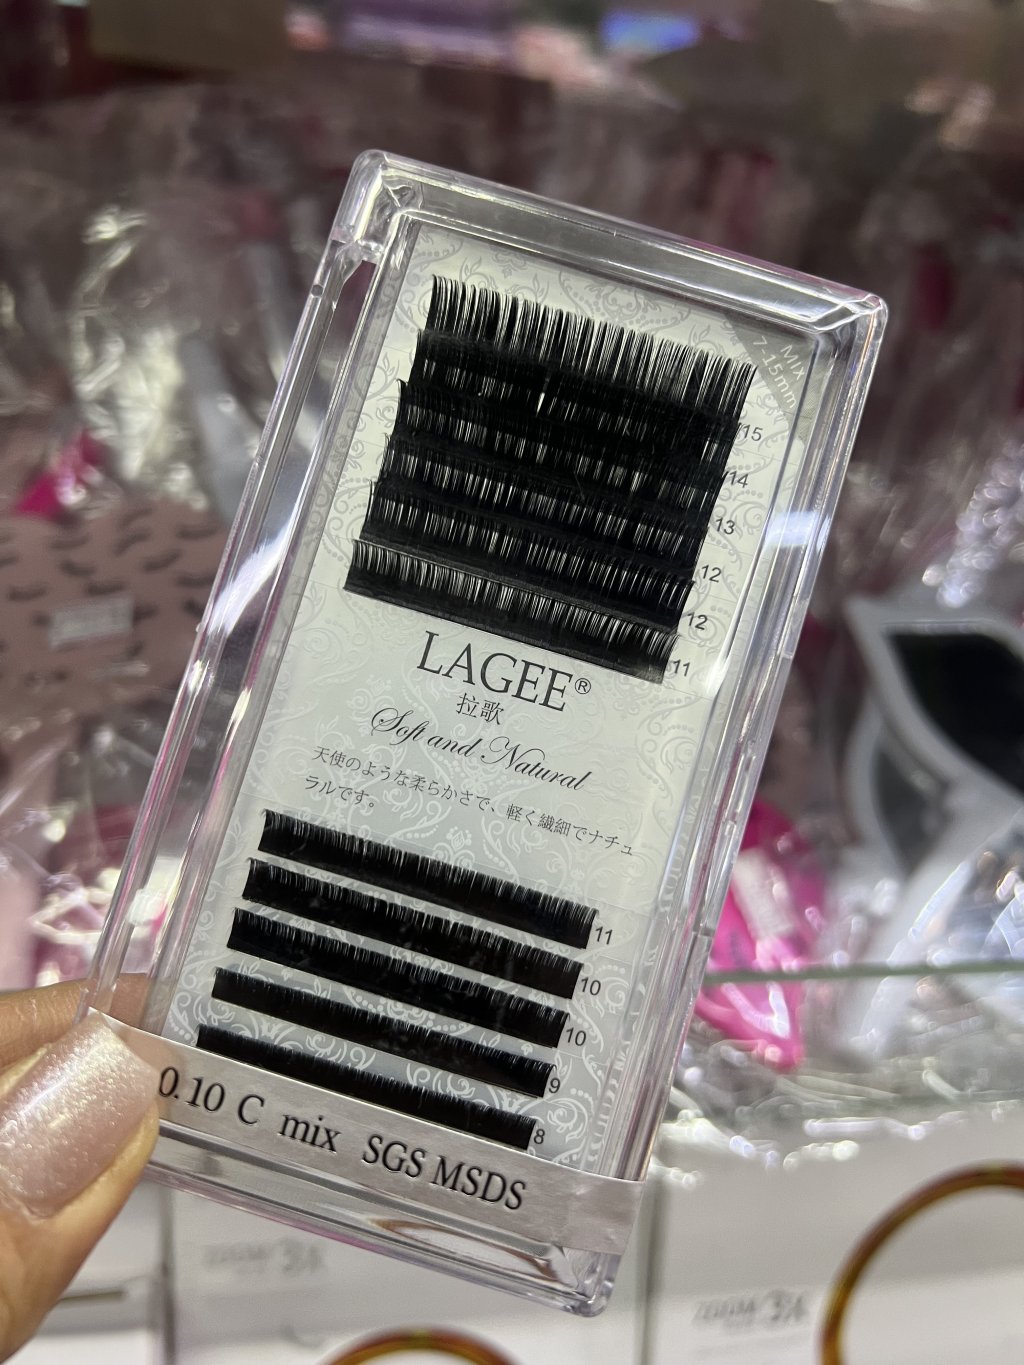 Mix
7-15mm
15
14
13
12
12
11
LAGEE®
拉歌
Soft and Natural
天使のような柔らかさで、軽く繊細でナチュ
ラルです。
11
10
10
9
8
0.10 C mix SGS MSDS